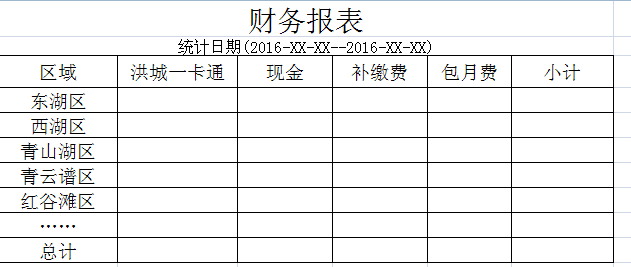 财务报表
统计日期(2016-XX-XX--2016-XX-XX)
区域 洪城一卡通 现金 补缴费 包月费 小计
东湖区
西湖区
青山湖区
青云谱区
红谷滩区
……
总计